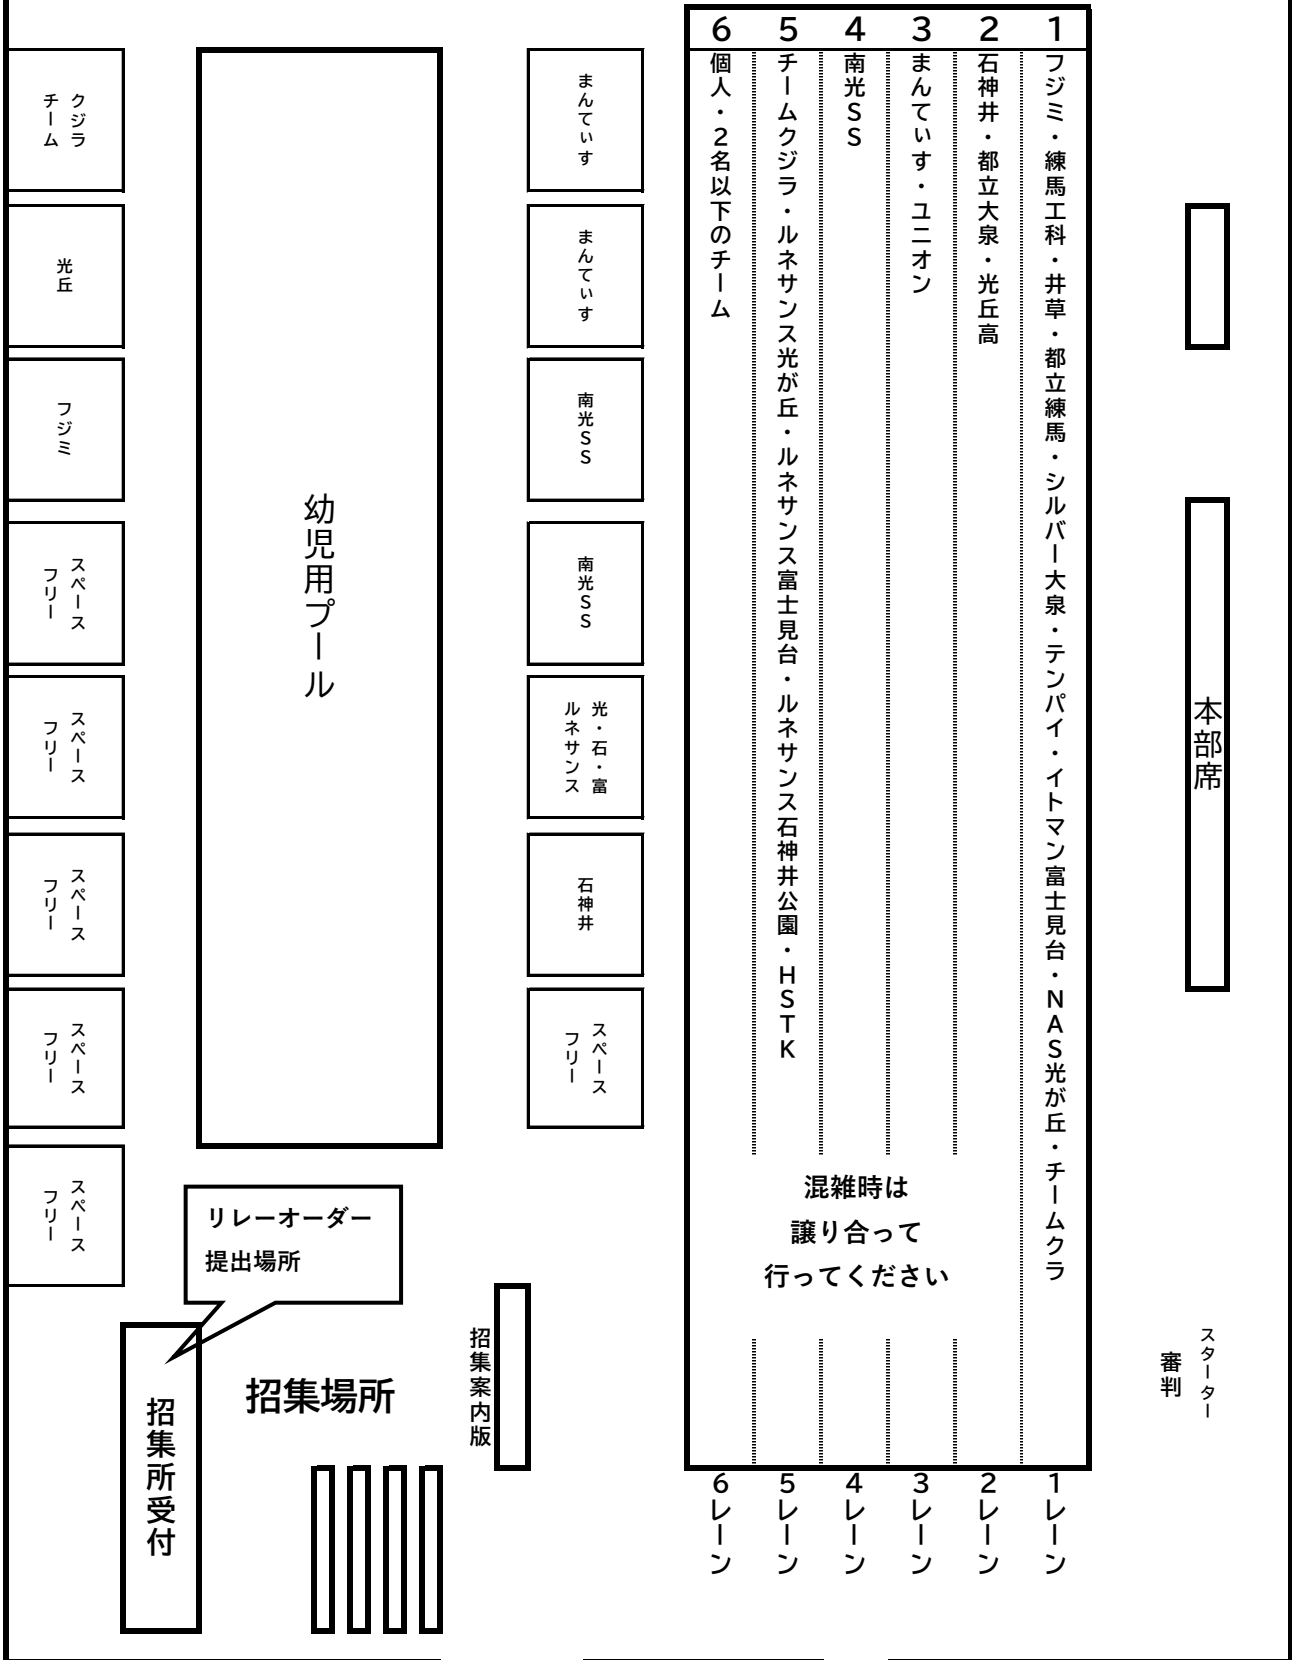 6
5
4
3
2
1
フジミ・練馬工科・井草・都立練馬・シルバー大泉・テンパイ・イトマン富士見台・NAS光が丘・チームクラ
石神井・都立大泉・光丘高
まんてぃす・ユニオン
南光SS
チームクジラ・ルネサンス光が丘・ルネサンス富士見台・ルネサンス石神井公園・HSTK
個人・2名以下のチーム
混雑時は
譲り合って
行ってください
1レーン
2レーン
3レーン
4レーン
5レーン
6レーン
本部席
スターター
審判
まんてぃす
まんてぃす
南光SS
南光SS
光・石・富
ルネサンス
石神井
スペース
フリー
幼児用プール
クジラ
チーム
光丘
フジミ
スペース
フリー
スペース
フリー
スペース
フリー
スペース
フリー
スペース
フリー
リレーオーダー
提出場所
招集場所
招集案内版
招集所受付